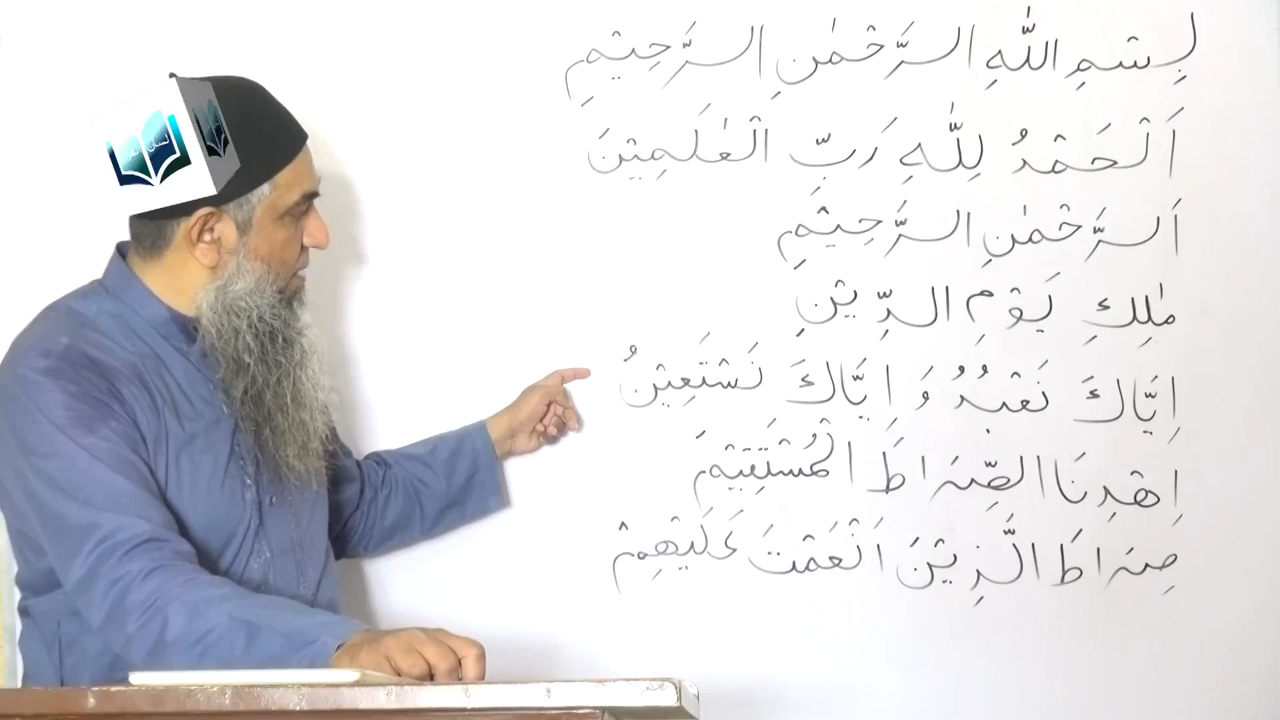 بِسْمِ اللّٰهِ الرَّحْمٰنِ الرَّحِيْمِ
اَلْحَمْدُ لِلّٰهِ رَبِّ الْعٰلَمِيْنَ
اَلرَّحْمٰنِ الرَّحِيْمِ
مٰلِكِ يَوْمِ الدِّيْنِ
اِيَّاكَ نَعْبُدُ وَ اِيَّاكَ نَسْتَعِيْنُ
اِهْدِنَا الصِّرَاطَ الْمُسْتَقِيْمَ
صِرَاطَ الَّذِيْنَ اَنْعَمْتَ عَلَيْهِمْ